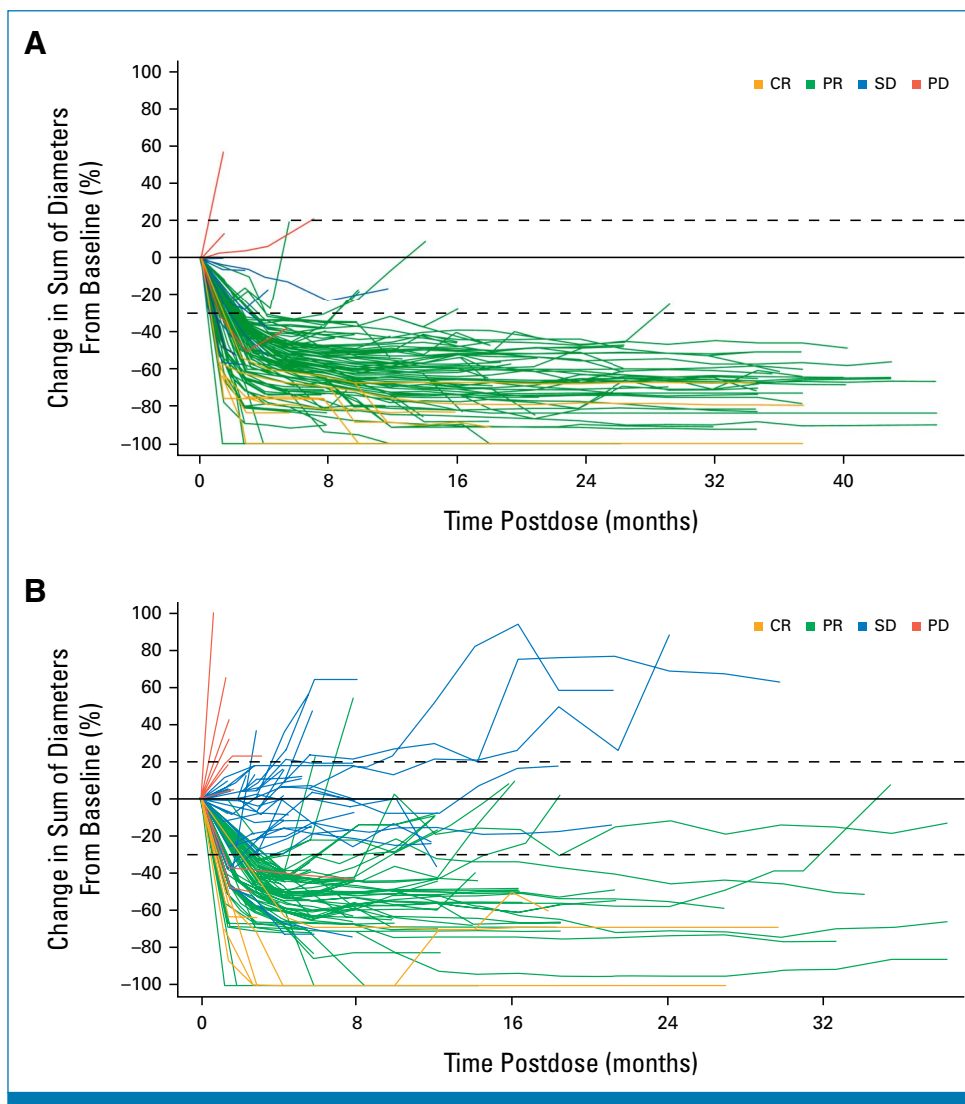 A
100
80
60
40
20
0
−20
−40
−60
−80
−100
Change in Sum of Diameters
From Baseline (%)
CR PR SD PD
0 8 16 24 32 40
Time Postdose (months)
B
100
80
60
40
20
0
−20
−40
−60
−80
−100
Change in Sum of Diameters
From Baseline (%)
CR PR SD PD
0 8 16 24 32
Time Postdose (months)